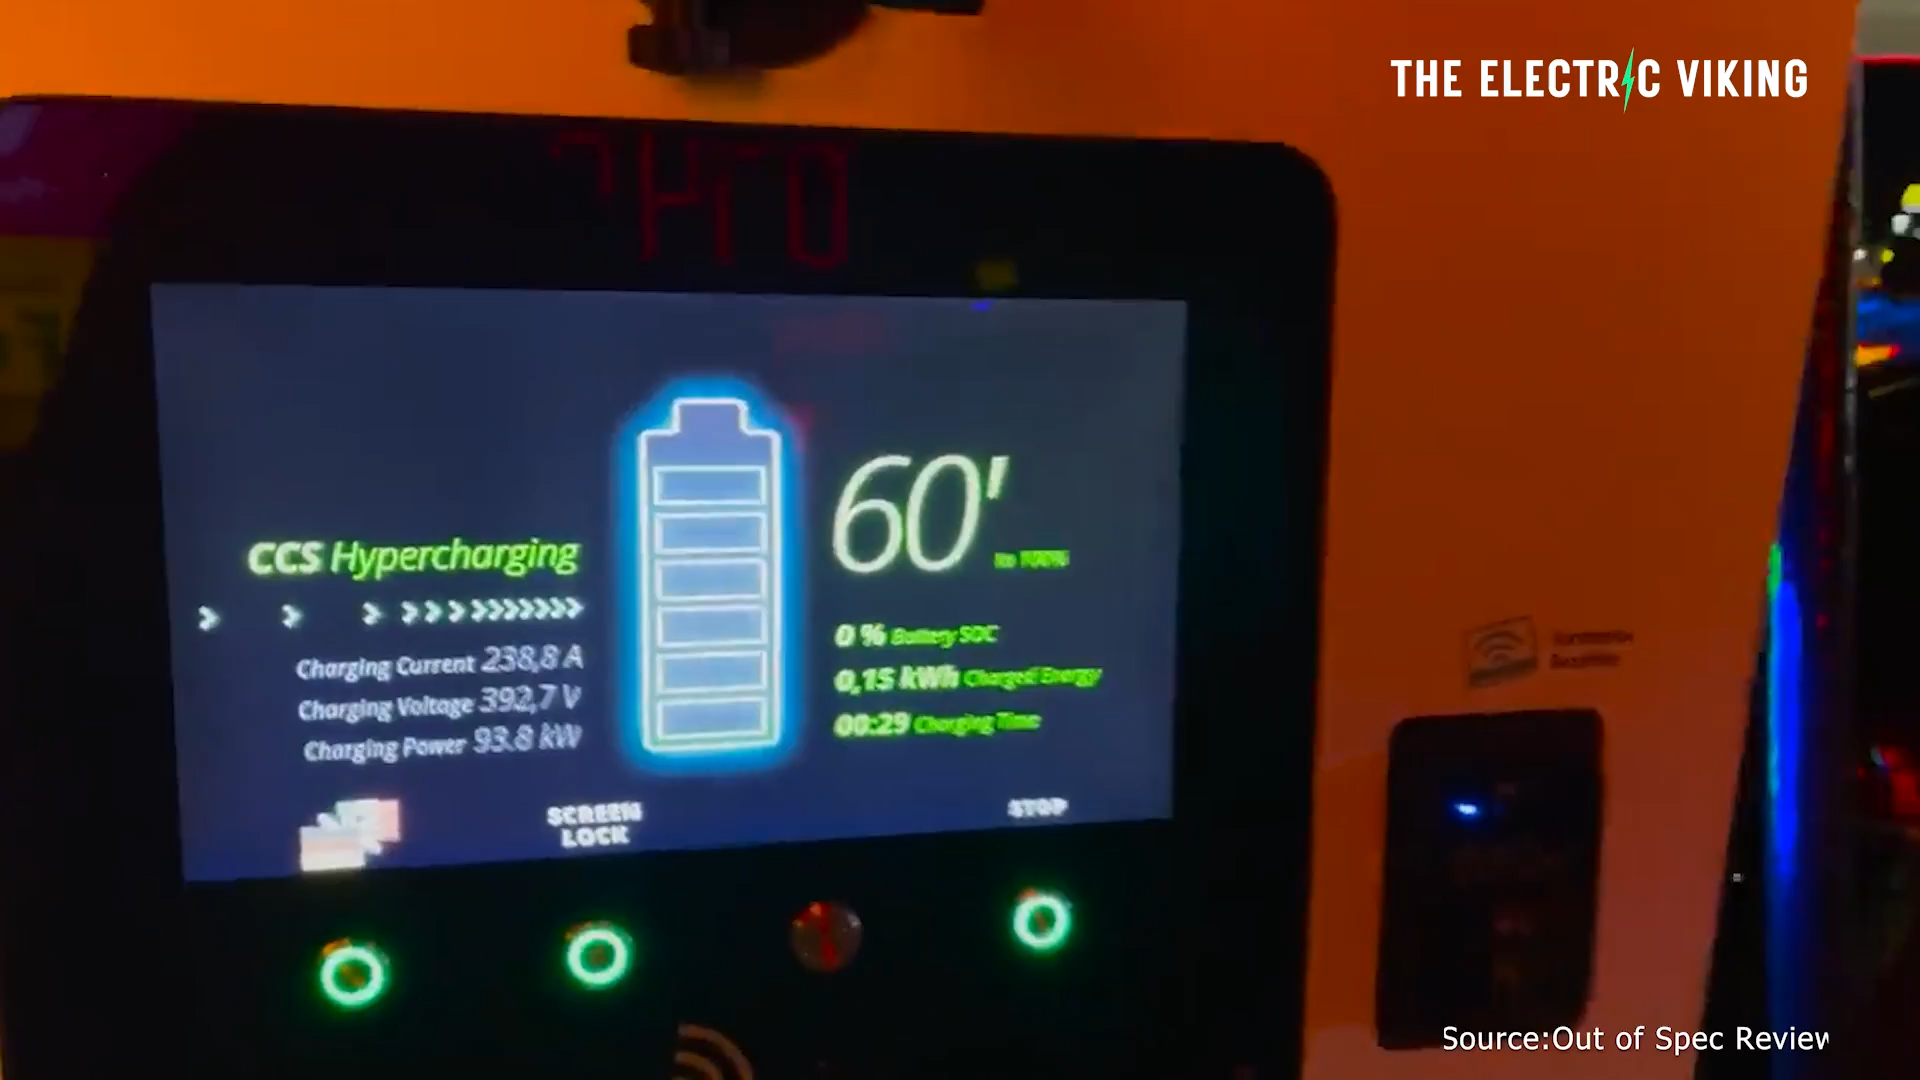 THE ELECTRIC VIKING
CCS Hypercharging
Charging Current 238,8 A
Charging Voltage 392,7 V
Charging Power 93.8 kW
60'
to 100%
0 % Battery SOC
0,15 kWh Charged Energy
00:29 Charging Time
SCREEN
LOCK
STOP
Source:Out of Spec Review